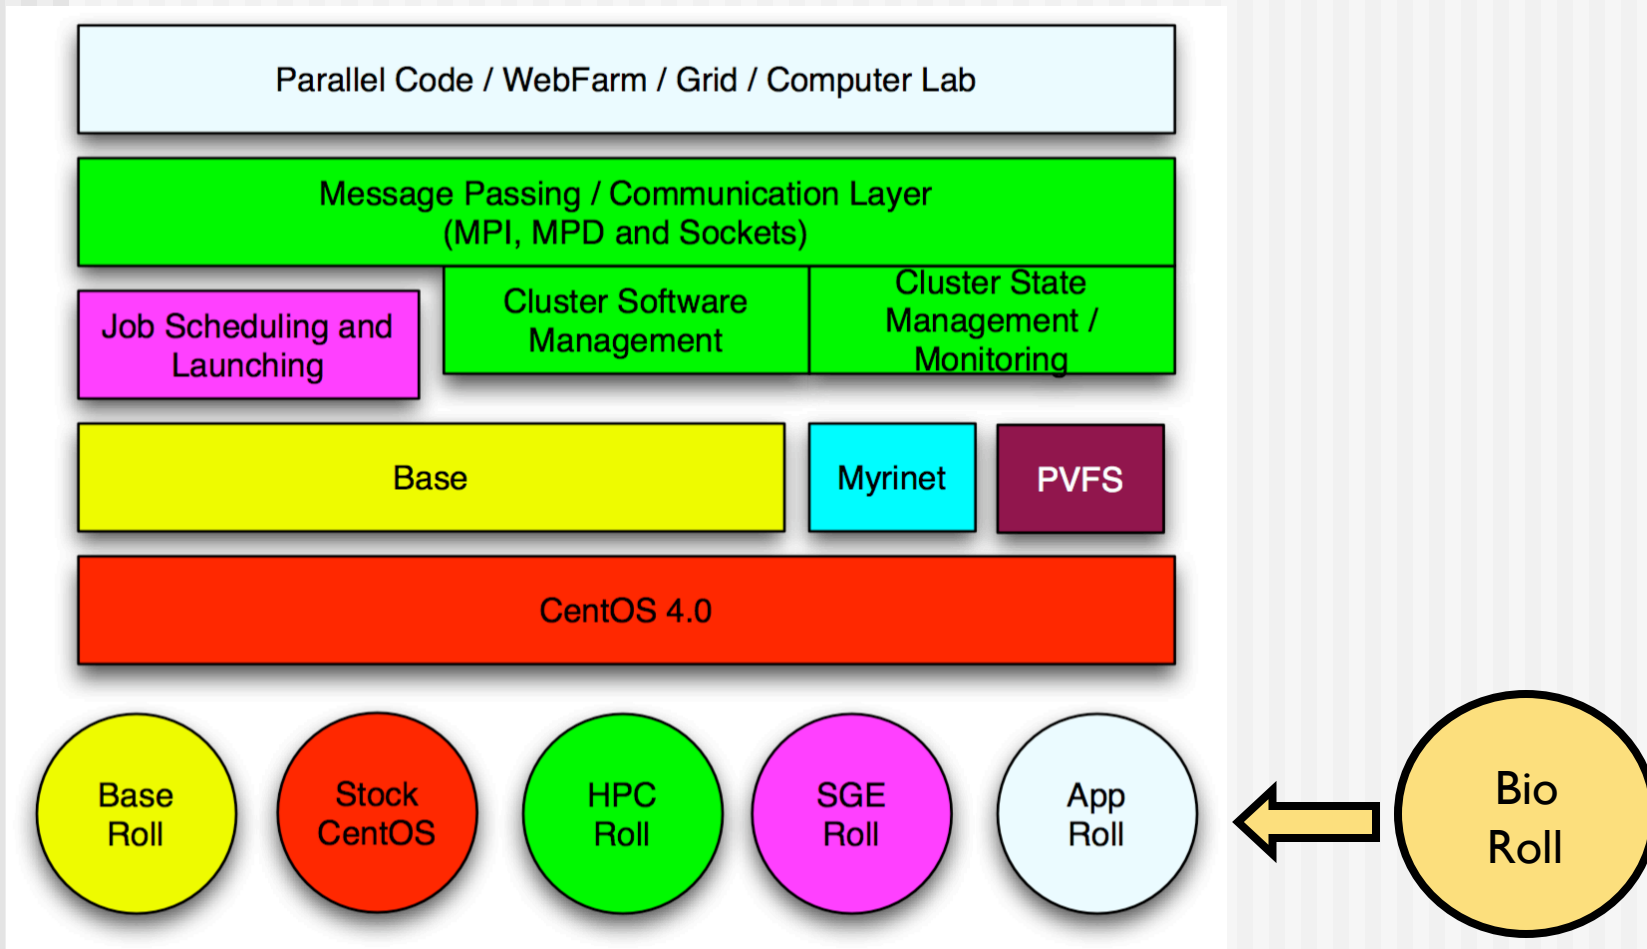 Parallel Code / WebFarm / Grid / Computer Lab
Message Passing / Communication Layer
(MPI, MPD and Sockets)
Job Scheduling and
Launching
Cluster Software
Management
Cluster State
Management /
Monitoring
Base
Myrinet
PVFS
CentOS 4.0
Base
Roll
Stock
CentOS
HPC
Roll
SGE
Roll
App
Roll
Bio
Roll